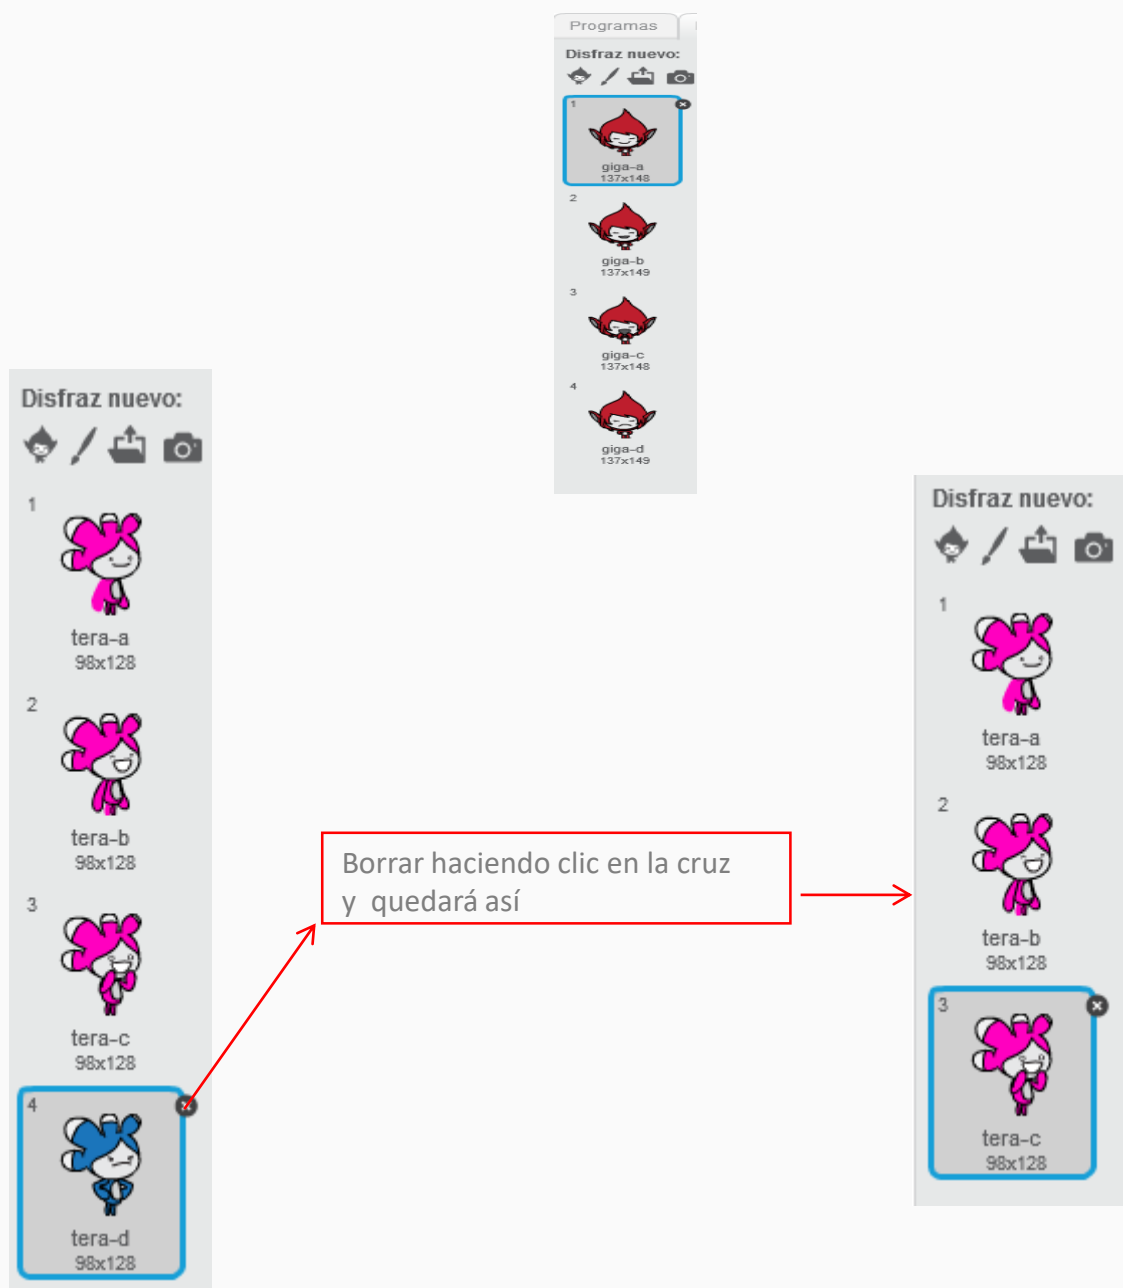 Programas
Disfraz nuevo:
1
giga-a
137x148
2
giga-b
137x149
3
giga-c
137x148
4
giga-d
137x149
Disfraz nuevo:
1
tera-a
98x128
2
tera-b
98x128
3
tera-c
98x128
4
tera-d
98x128
Borrar haciendo clic en la cruz
y quedará así
Disfraz nuevo:
1
tera-a
98x128
2
tera-b
98x128
3
tera-c
98x128